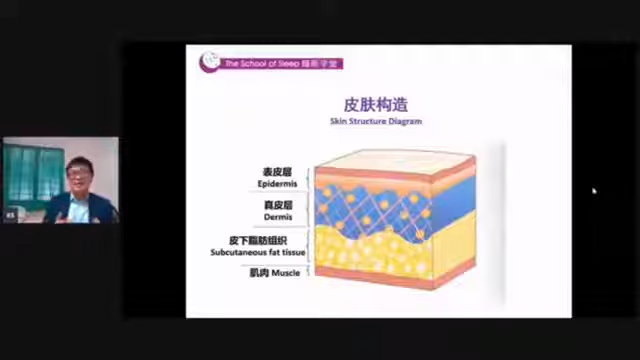 The School of Sleep 睡眠学堂
皮肤构造
Skin Structure Diagram
表皮层
Epidermis
真皮层
Dermis
皮下脂肪组织
Subcutaneous fat tissue
肌肉 Muscle